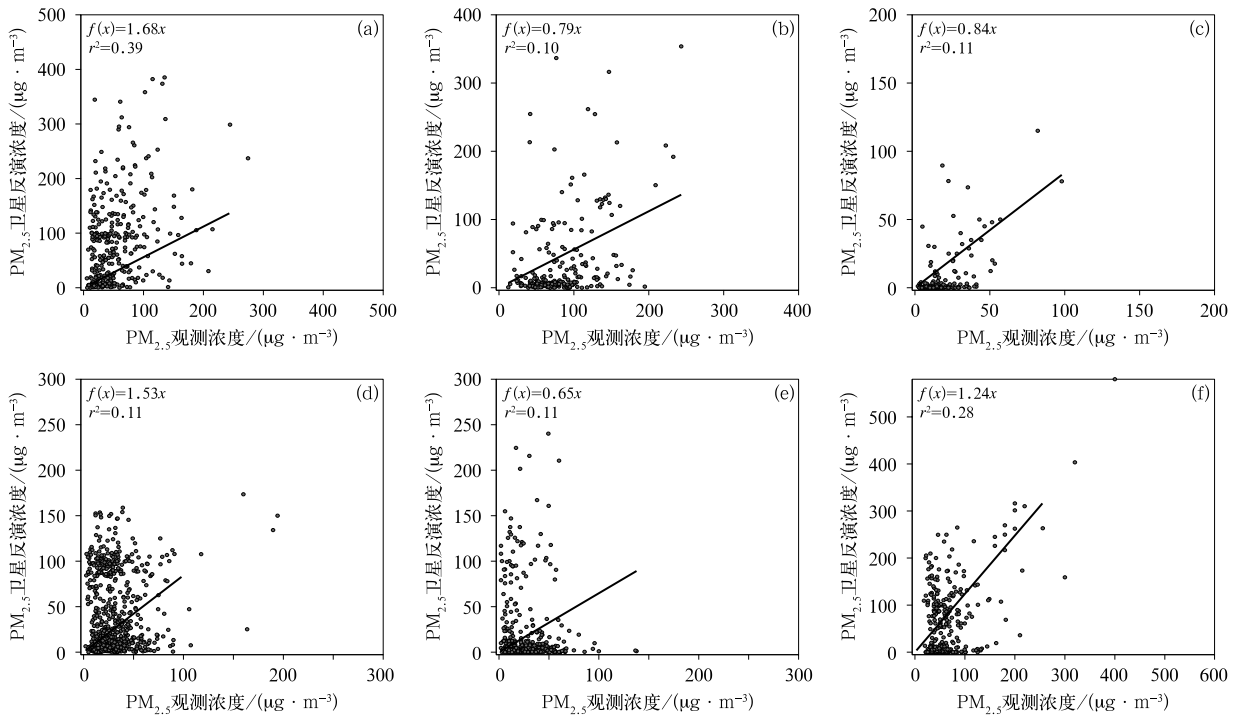 500
400
300
200
100
0
f(x)=1.68x
r²=0.39
(a)
PM₂.₅卫星反演浓度/(μg · m⁻³)
0 100 200 300 400 500
PM₂.₅观测浓度/(μg · m⁻³)
400
300
200
100
0
f(x)=0.79x
r²=0.10
(b)
PM₂.₅卫星反演浓度/(μg · m⁻³)
0 100 200 300 400
PM₂.₅观测浓度/(μg · m⁻³)
200
150
100
50
0
f(x)=0.84x
r²=0.11
(c)
PM₂.₅卫星反演浓度/(μg · m⁻³)
0 50 100 150 200
PM₂.₅观测浓度/(μg · m⁻³)
300
250
200
150
100
50
0
f(x)=1.53x
r²=0.11
(d)
PM₂.₅卫星反演浓度/(μg · m⁻³)
0 100 200 300
PM₂.₅观测浓度/(μg · m⁻³)
300
250
200
150
100
50
0
f(x)=0.65x
r²=0.11
(e)
PM₂.₅卫星反演浓度/(μg · m⁻³)
0 100 200 300
PM₂.₅观测浓度/(μg · m⁻³)
500
400
300
200
100
0
f(x)=1.24x
r²=0.28
(f)
PM₂.₅卫星反演浓度/(μg · m⁻³)
0 100 200 300 400 500 600
PM₂.₅观测浓度/(μg · m⁻³)